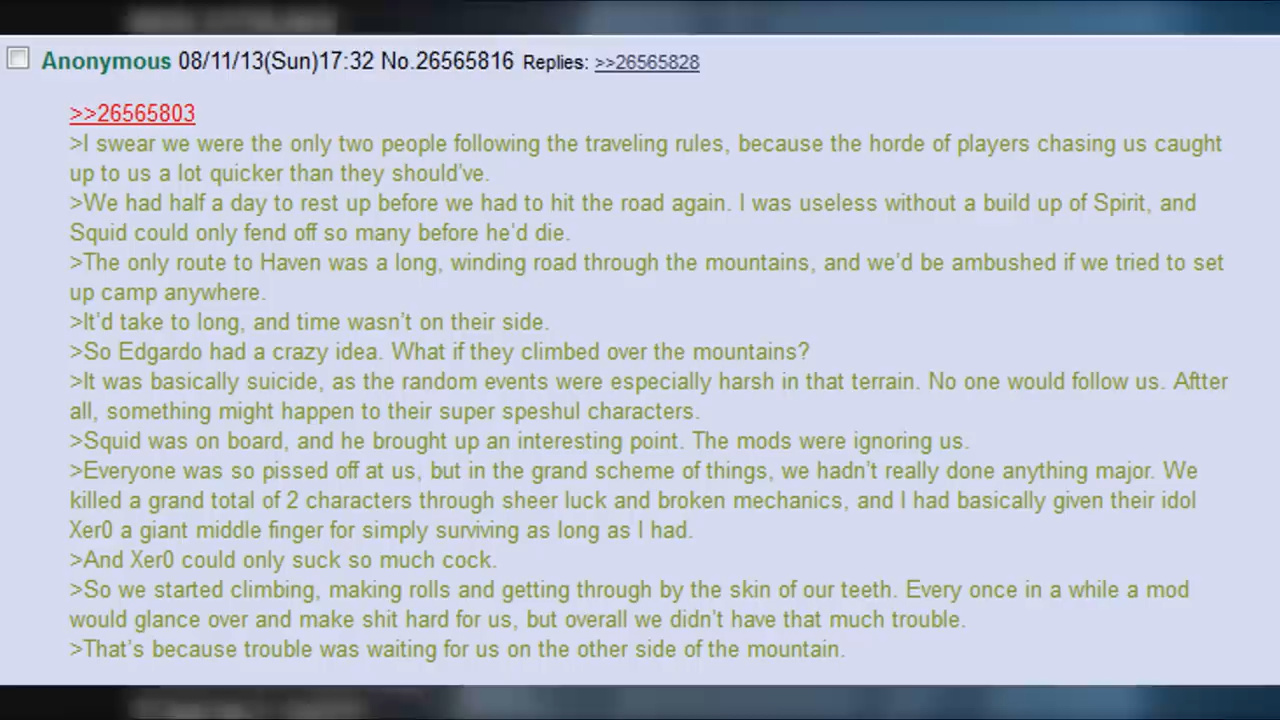 Anonymous 08/11/13(Sun)17:32 No.26565816 Replies: >>26565828
>>26565803
>I swear we were the only two people following the traveling rules, because the horde of players chasing us caught
up to us a lot quicker than they should've.
>We had half a day to rest up before we had to hit the road again. I was useless without a build up of Spirit, and
Squid could only fend off so many before he'd die.
>The only route to Haven was a long, winding road through the mountains, and we'd be ambushed if we tried to set
up camp anywhere.
>It'd take to long, and time wasn't on their side.
>So Edgardo had a crazy idea. What if they climbed over the mountains?
>It was basically suicide, as the random events were especially harsh in that terrain. No one would follow us. After
all, something might happen to their super speshul characters.
>Squid was on board, and he brought up an interesting point. The mods were ignoring us.
>Everyone was so pissed off at us, but in the grand scheme of things, we hadn't really done anything major. We
killed a grand total of 2 characters through sheer luck and broken mechanics, and I had basically given their idol
Xer0 a giant middle finger for simply surviving as long as I had.
>And Xer0 could only suck so much cock.
>So we started climbing, making rolls and getting through by the skin of our teeth. Every once in a while a mod
would glance over and make shit hard for us, but overall we didn't have that much trouble.
>That's because trouble was waiting for us on the other side of the mountain.